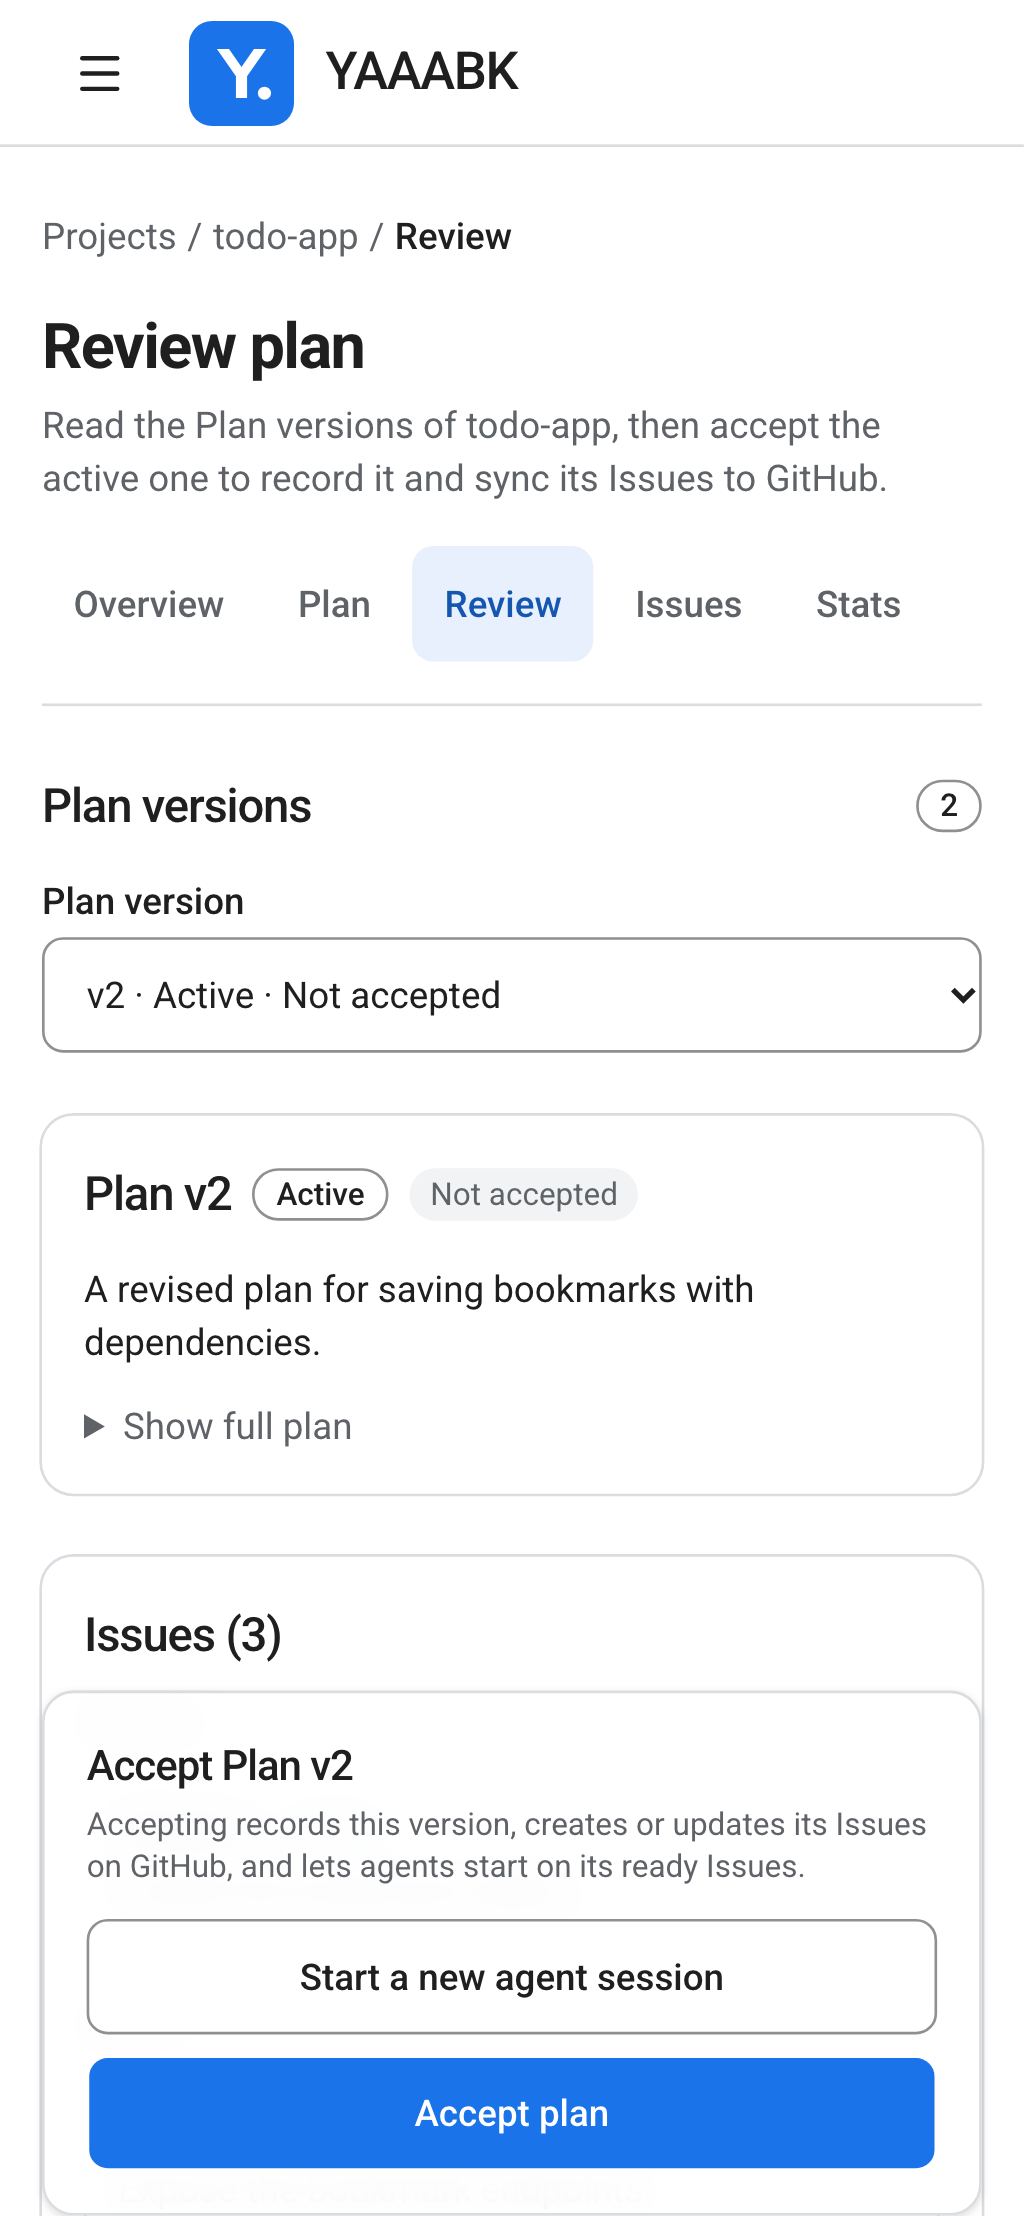 Y.
YAAABK
Projects / todo-app / Review
Review plan
Read the Plan versions of todo-app, then accept the
active one to record it and sync its Issues to GitHub.
Overview Plan Review Issues Stats
Plan versions 2
Plan version
v2 · Active · Not accepted
Plan v2 Active Not accepted
A revised plan for saving bookmarks with
dependencies.
Show full plan
Issues (3)
Accept Plan v2
Accepting records this version, creates or updates its Issues
on GitHub, and lets agents start on its ready Issues.
Start a new agent session
Accept plan